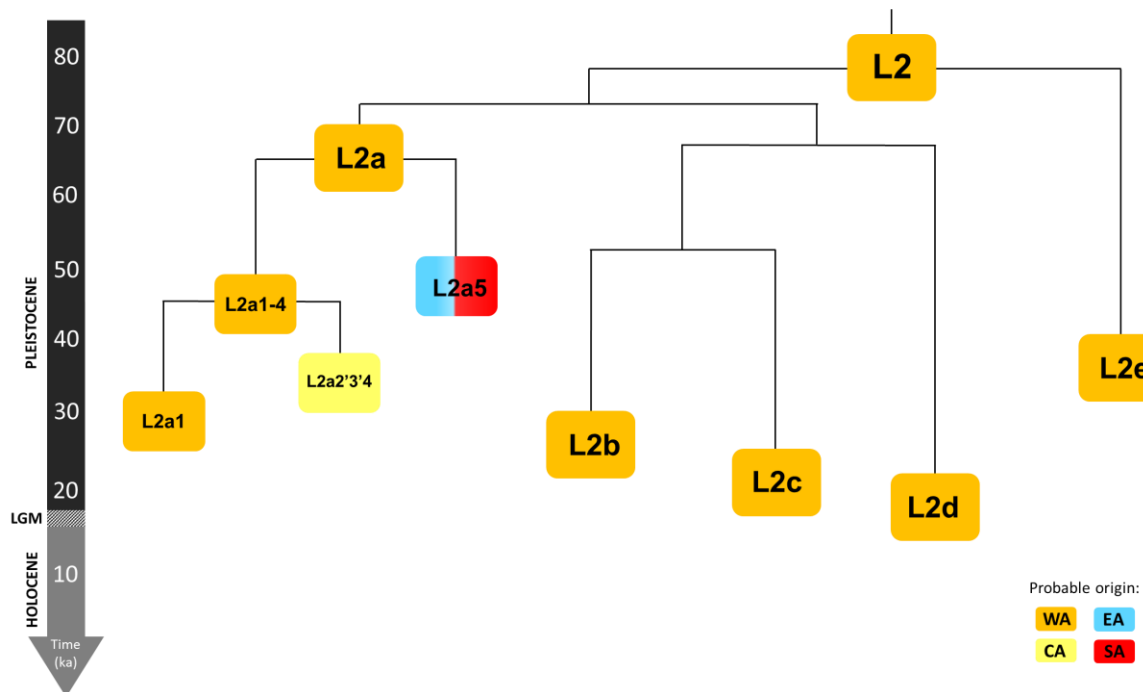 80
L2
70
L2a
60
50
L2a5
L2a1-4
40
L2e
L2a2'3'4
30
L2a1
L2b
L2c
20
L2d
LGM
10
PLEISTOCENE
HOLOCENE
Time
(ka)
Probable origin:
WA EA
CA SA